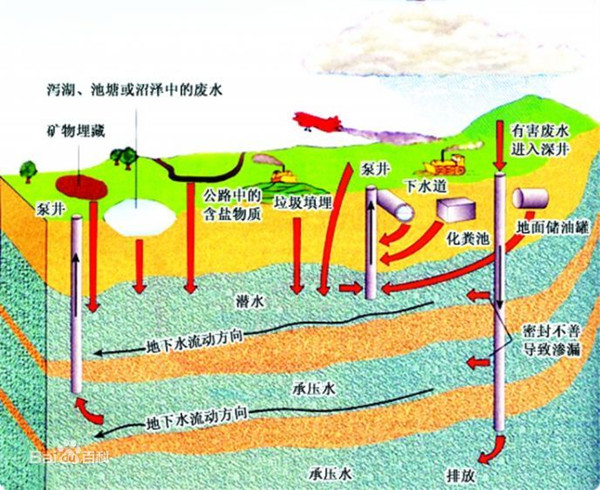 泻湖、池塘或沼泽中的废水
矿物埋藏
有害废水
进入深井
泵井
泵井
公路中的
含盐物质
垃圾填埋
下水道
化粪池
地面储油罐
潜水
地下水流动方向
密封不善
导致渗漏
承压水
地下水流动方向
承压水
排放
Bai百科